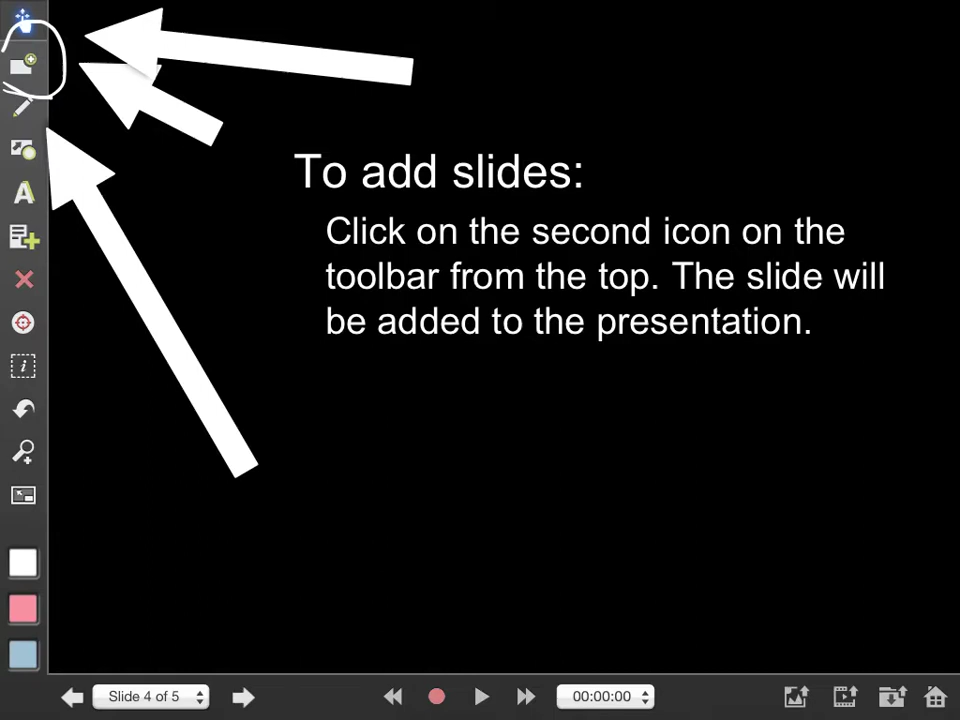 To add slides:
Click on the second icon on the
toolbar from the top. The slide will
be added to the presentation.
A
i
Slide 4 of 5
00:00:00